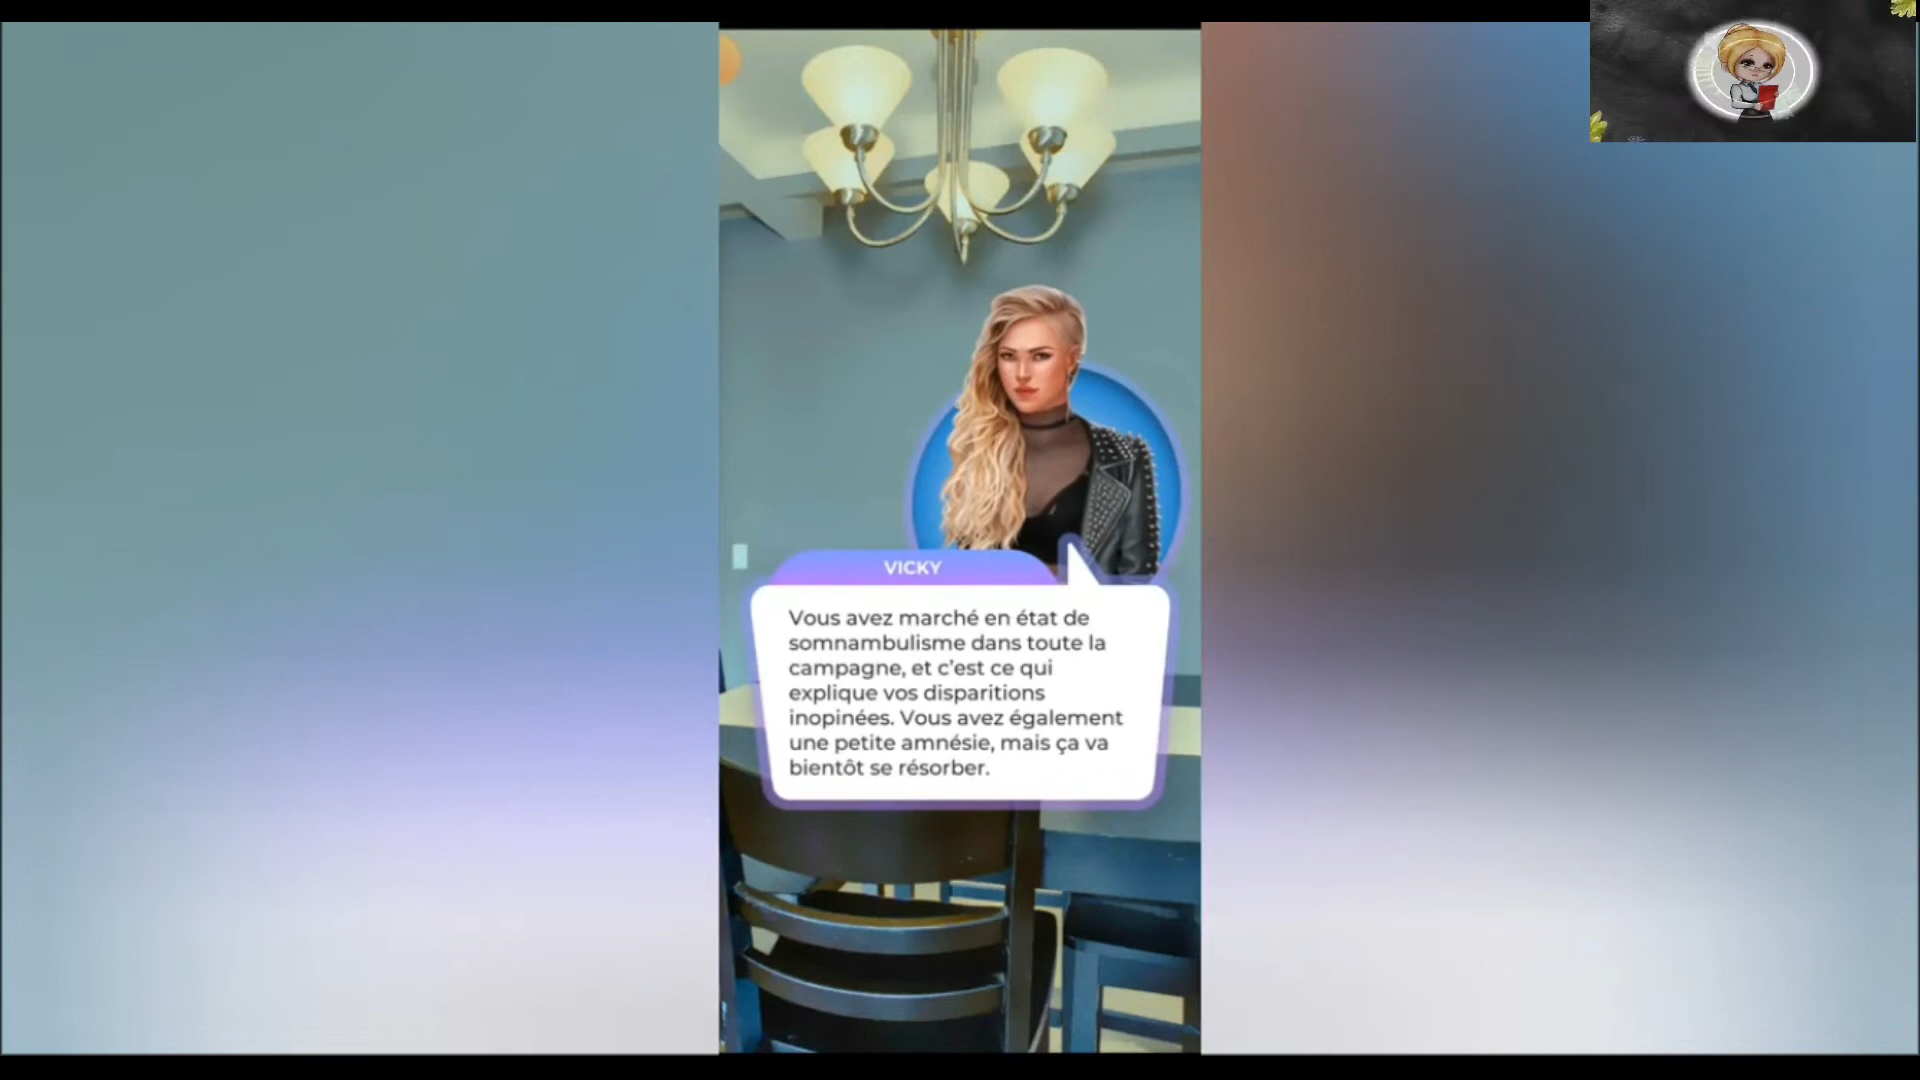 VICKY
Vous avez marché en état de
somnambulisme dans toute la
campagne, et c’est ce qui
explique vos disparitions
inopinées. Vous avez également
une petite amnésie, mais ça va
bientôt se résorber.